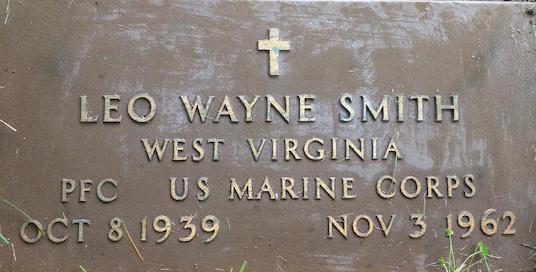 LEO WAYNE SMITH
WEST VIRGINIA
PFC US MARINE CORPS
OCT 8 1939 NOV 3 1962